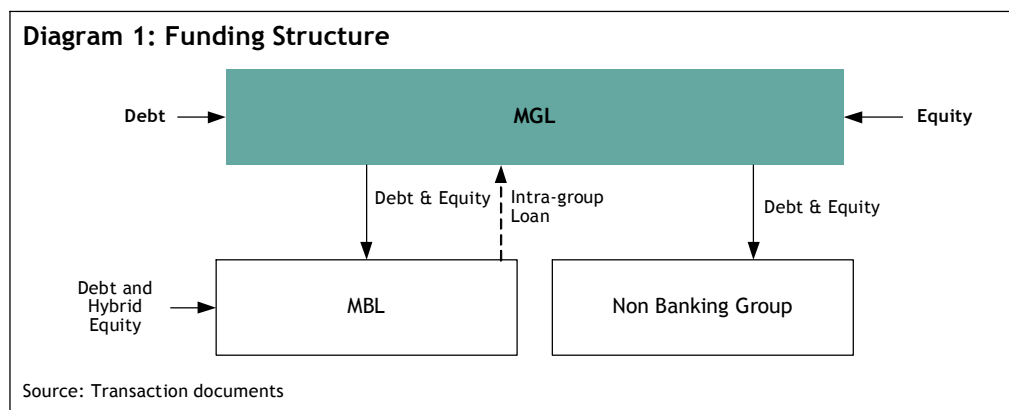 Diagram 1: Funding Structure
MGL
Debt
Equity
Debt & Equity
Intra-group
Loan
Debt & Equity
Debt and
Hybrid
Equity
MBL
Non Banking Group
Source: Transaction documents